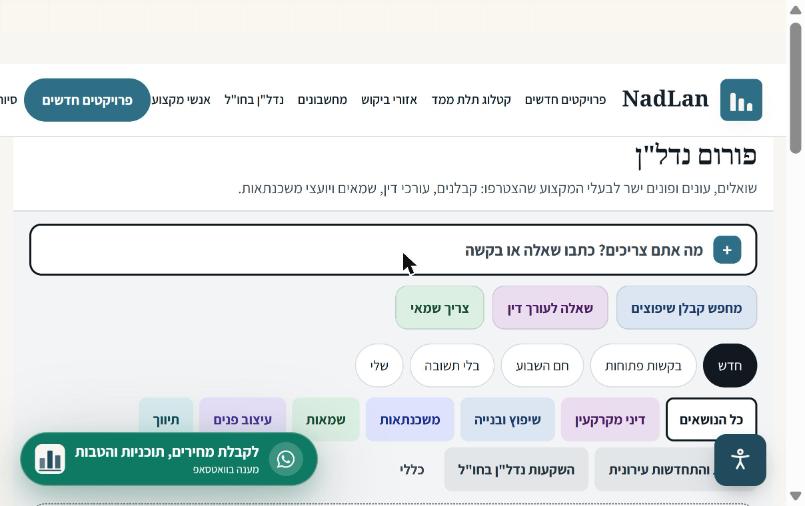 NadLan
פרויקטים חדשים
קטלוג תלת ממד
אזורי ביקוש
מחשבונים
נדל"ן בחו"ל
אנשי מקצוע
פרויקטים חדשים
פורום נדל"ן
שואלים, עונים ופונים ישר לבעלי המקצוע שהצטרפו: קבלנים, עורכי דין, שמאים ויועצי משכנתאות.
+ מה אתם צריכים? כתבו שאלה או בקשה
מחפש קבלן שיפוצים
שאלה לעורך דין
צריך שמאי
חדש
בקשות פתוחות
חם השבוע
בלי תשובה
שלי
כל הנושאים
דיני מקרקעין
שיפוץ ובנייה
משכנתאות
שמאות
עיצוב פנים
תיווך
והתחדשות עירונית
השקעות נדל"ן בחו"ל
כללי
לקבלת מחירים, תוכניות והטבות
מענה בוואטסאפ